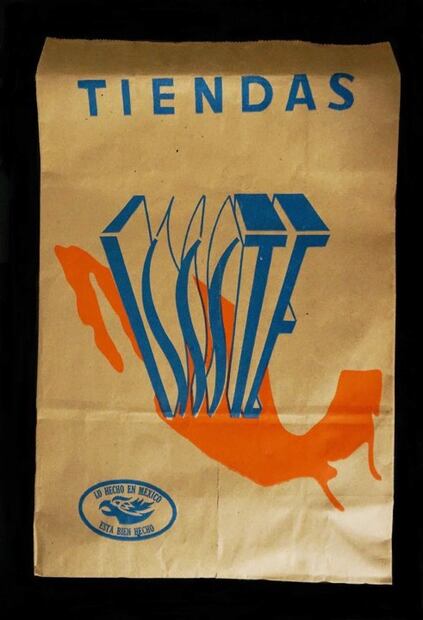 TIENDAS
ISSSTE
LO HECHO EN MEXICO
ESTA BIEN HECHO